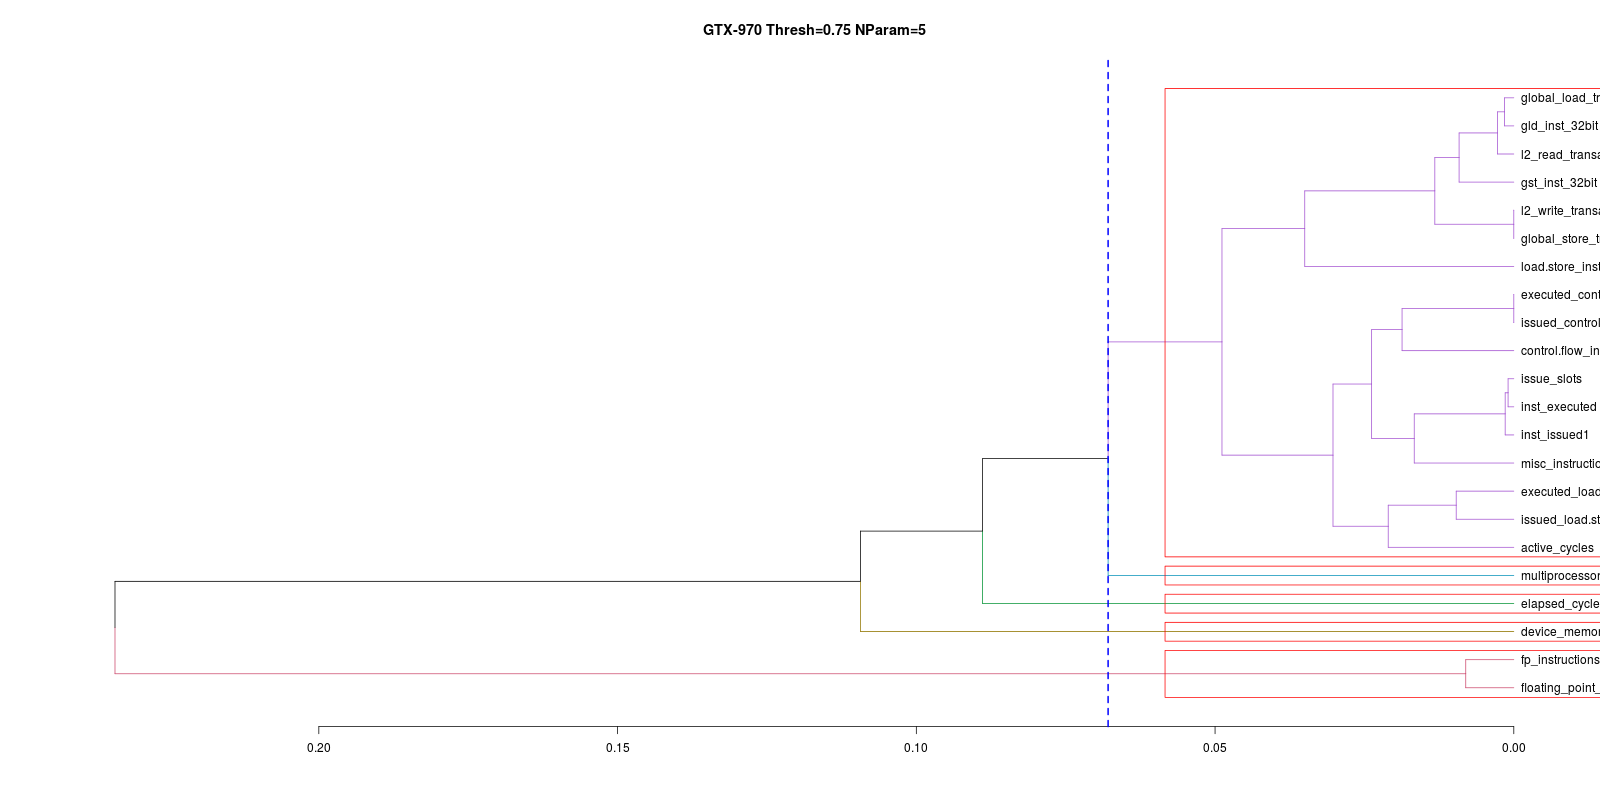 GTX-970 Thresh=0.75 NParam=5
global_load_tr
gld_inst_32bit
l2_read_transa
gst_inst_32bit
l2_write_transa
global_store_t
load.store_inst
executed_cont
issued_control
control.flow_in
issue_slots
inst_executed
inst_issued1
misc_instructio
executed_load
issued_load.st
active_cycles
multiprocessor
elapsed_cycle
device_memor
fp_instructions
floating_point_
0.20 0.15 0.10 0.05 0.00